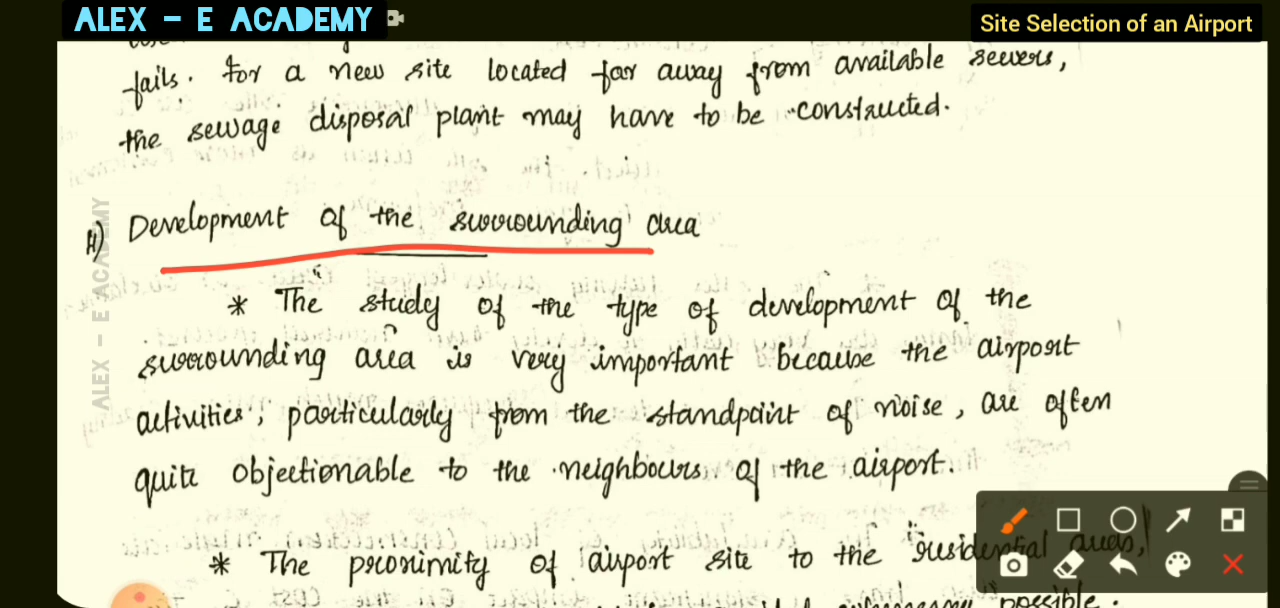 ALEX - E ACADEMY
Site Selection of an Airport
fails. For a new site located far away from available sewers,
the sewage disposal plant may have to be constructed.
ALEX - E ACADEMY
H) Development of the surrounding area
* The study of the type of development of the
surrounding area is very important because the airport
activities, particularly from the standpoint of noise, are often
quite objectionable to the neighbours of the airport.
* The proximity of airport site to the residential areas,
possible.